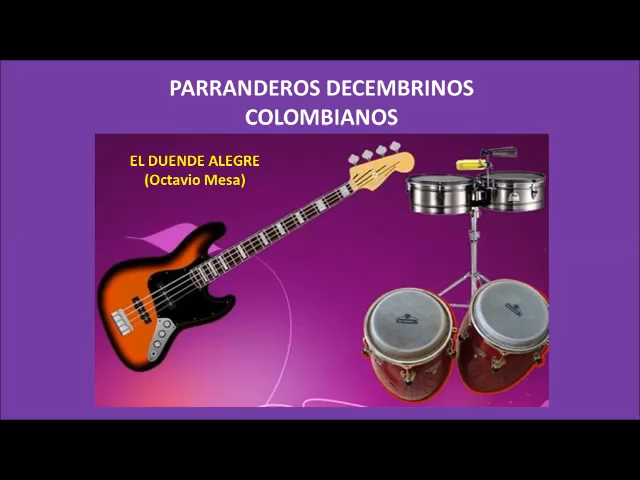 PARRANDEROS DECEMBRINOS
COLOMBIANOS
EL DUENDE ALEGRE
(Octavio Mesa)